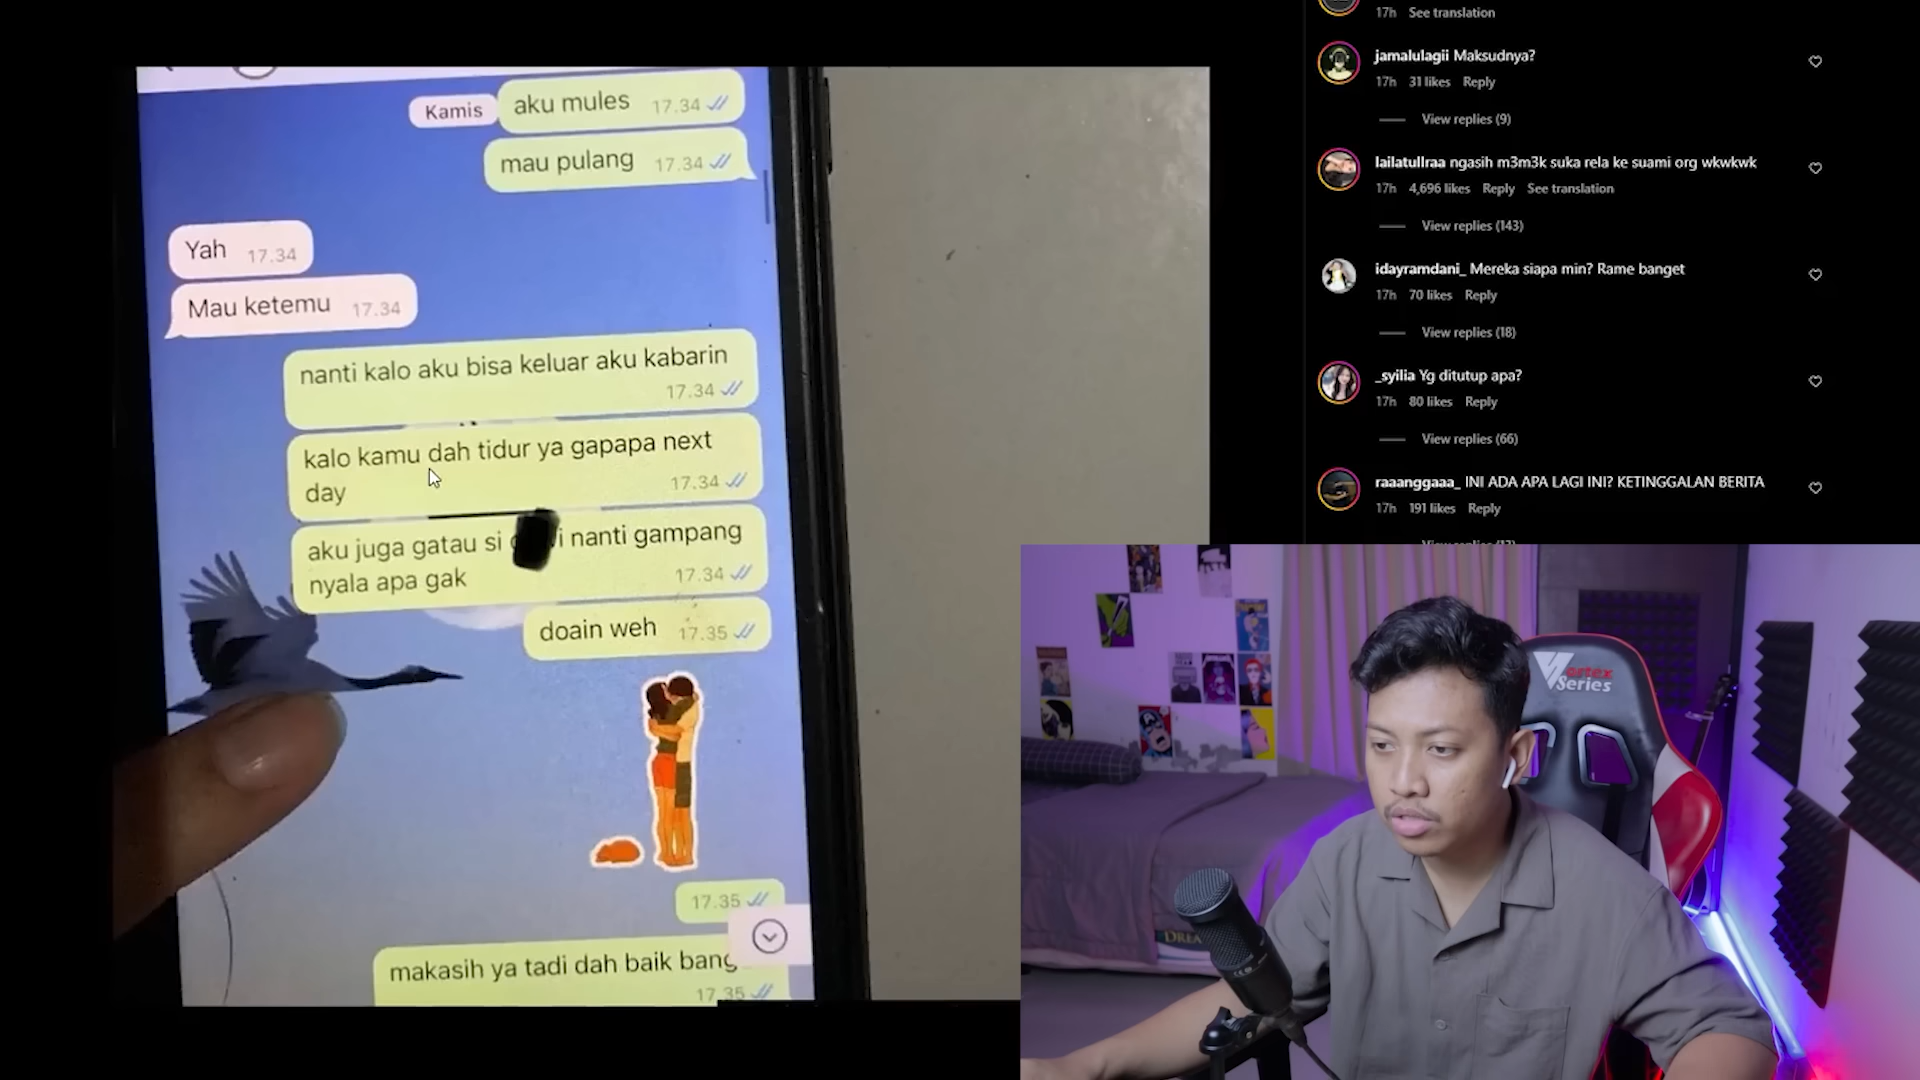 Kamis
aku mules 17.34
mau pulang 17.34
Yah 17.34
Mau ketemu 17.34
nanti kalo aku bisa keluar aku kabarin
17.34
kalo kamu dah tidur ya gapapa next
day 17.34
aku juga gatau si i nanti gampang
nyala apa gak 17.34
doain weh 17.35
17.35
makasih ya tadi dah baik bang
17.35
17h See translation
jamalulagii Maksudnya?
17h 31 likes Reply
View replies (9)
lailatullraa ngasih m3m3k suka rela ke suami org wkwkwk
17h 4,696 likes Reply See translation
View replies (143)
idayramdani_ Mereka siapa min? Rame banget
17h 70 likes Reply
View replies (18)
_syilia Yg ditutup apa?
17h 80 likes Reply
View replies (66)
raaanggaaa_ INI ADA APA LAGI INI? KETINGGALAN BERITA
17h 191 likes Reply
Vortex
Series
DREA